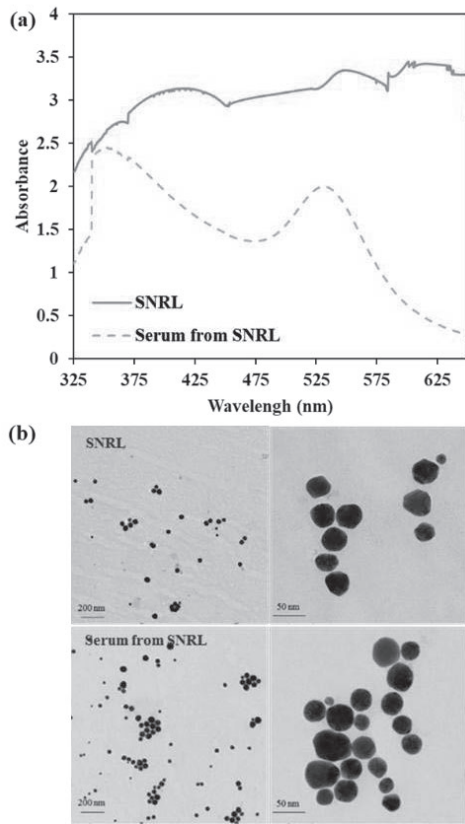 (a)
4
3.5
3
2.5
2
1.5
1
0.5
0
Absorbance
SNRL
Serum from SNRL
325 375 425 475 525 575 625
Wavelengh (nm)
(b)
SNRL
200 nm
50 nm
Serum from SNRL
200 nm
50 nm